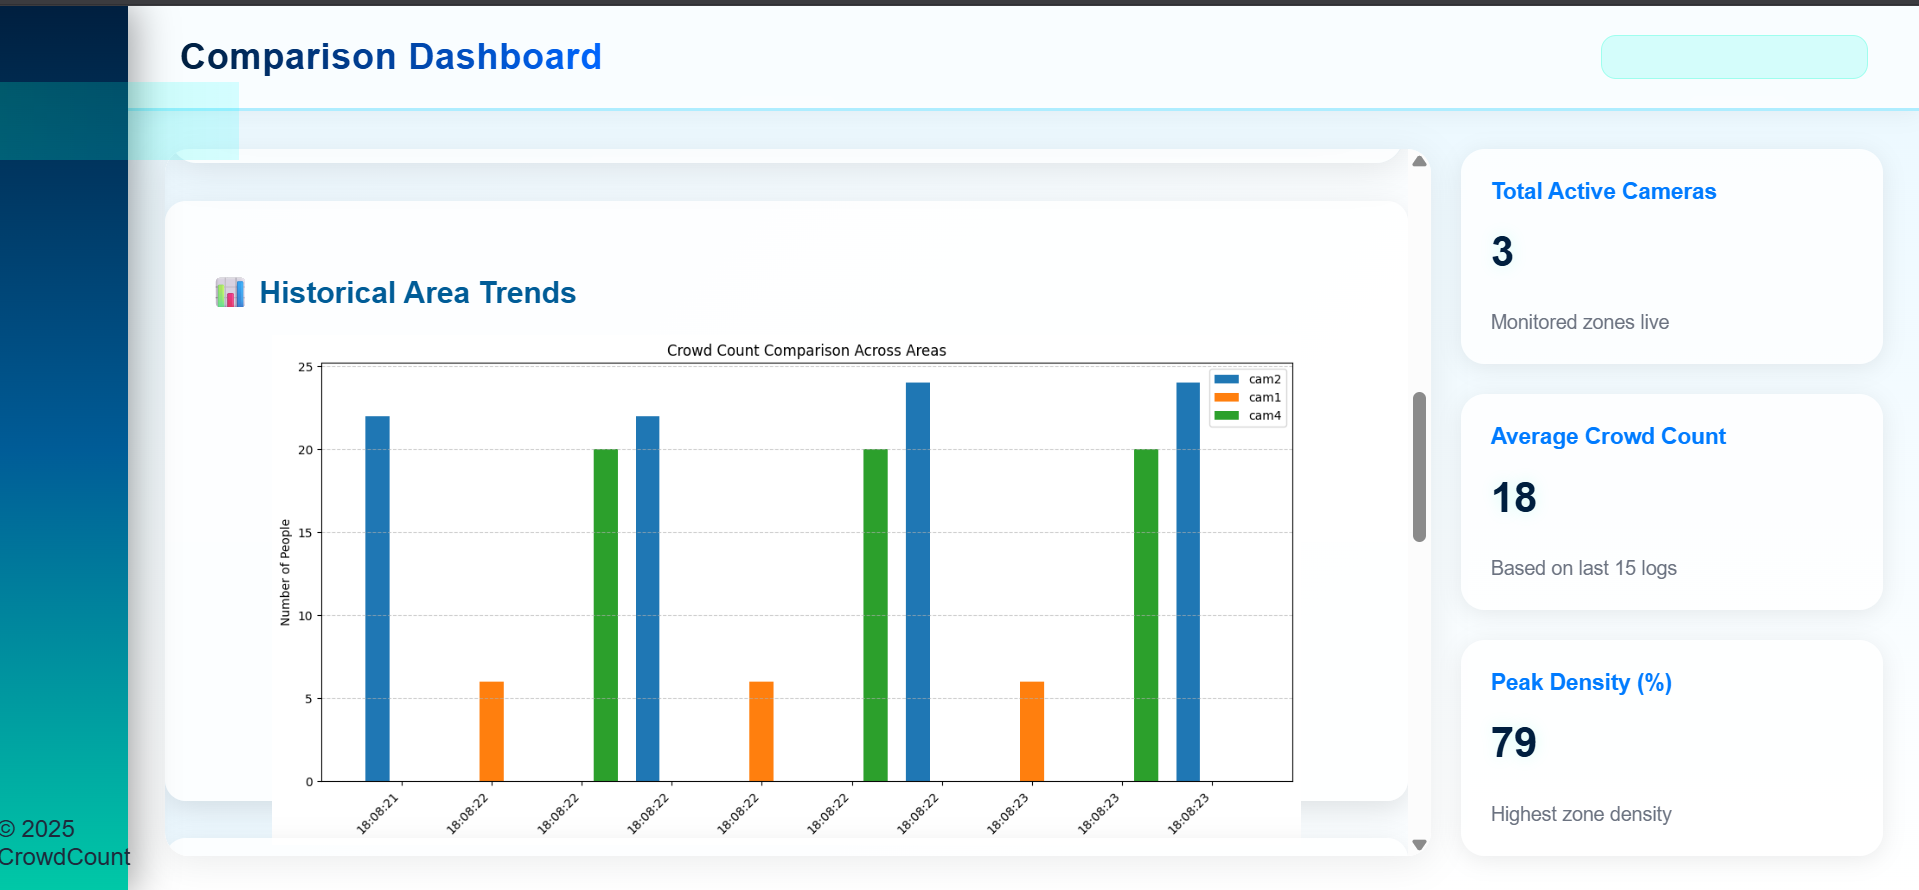 Comparison Dashboard
Historical Area Trends
Crowd Count Comparison Across Areas
25
20
15
10
5
0
Number of People
cam2
cam1
cam4
18:08:21
18:08:22
18:08:22
18:08:22
18:08:22
18:08:22
18:08:22
18:08:23
18:08:23
18:08:23
Total Active Cameras
3
Monitored zones live
Average Crowd Count
18
Based on last 15 logs
Peak Density (%)
79
Highest zone density
© 2025
CrowdCount